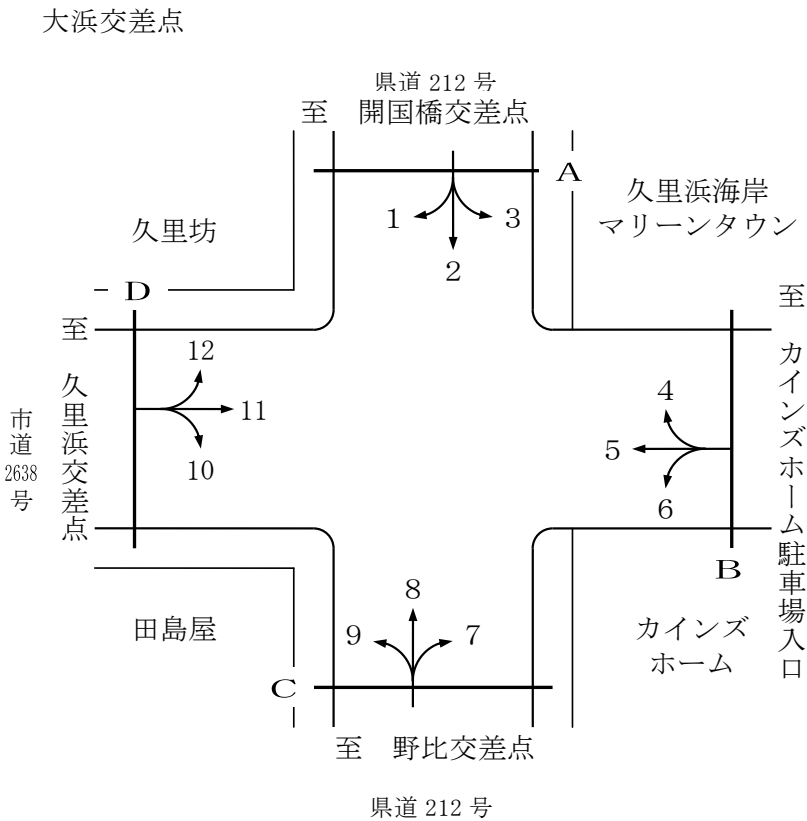 大浜交差点
県道 212 号
至 開国橋交差点
A
久里浜海岸
マリーンタウン
久里坊
1
2
3
D
至
久里浜交差点
市道2638号
12
11
10
至
カインズホーム駐車場入口
4
5
6
B
田島屋
9
8
7
C
カインズ
ホーム
至 野比交差点
県道 212 号